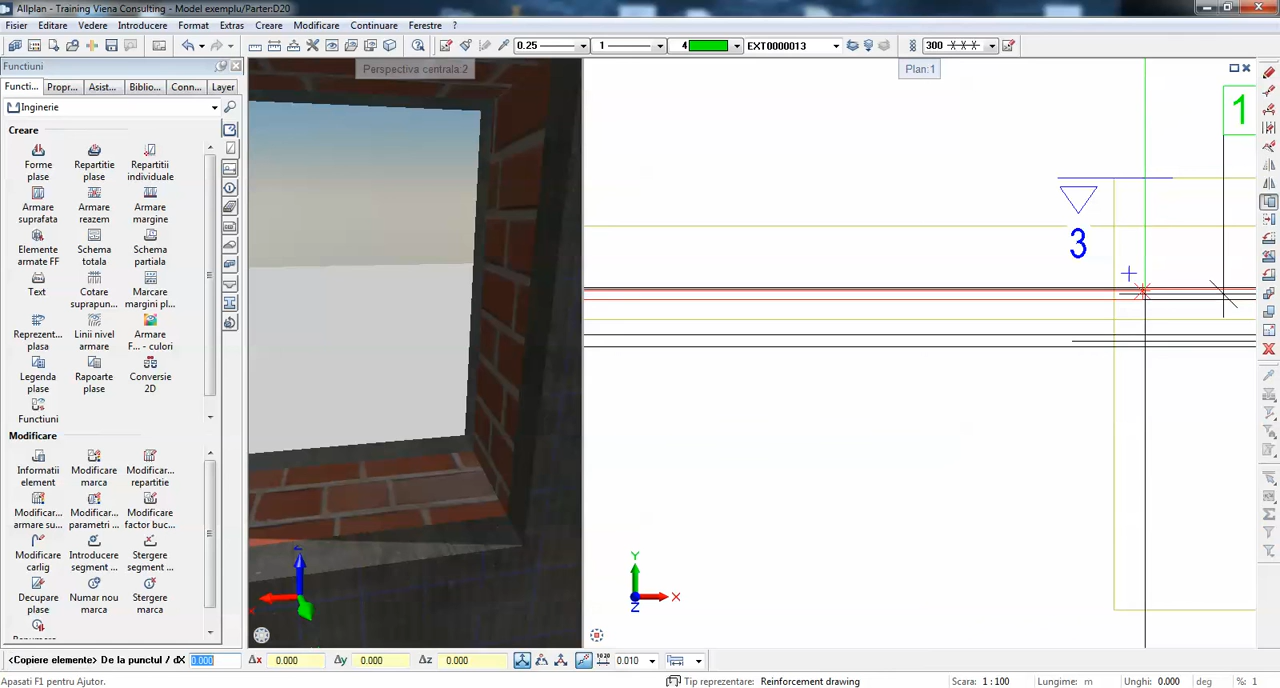 Allplan - Training Viena Consulting - Model exemplu/Parter:D20
Fisier Editare Vedere Introducere Format Extras Creare Modificare Continuare Ferestre ?
0.25 1 4 EXT0000013 300
Functiuni
Functi... Propr... Asist... Biblio... Conn... Layer
Inginerie
Creare
Forme plase
Repartitie plase
Repartitii individuale
Armare suprafata
Armare reazem
Armare margine
Elemente armate FF
Schema totala
Schema partiala
Text
Cotare suprapun...
Marcare margini pl...
Reprezent... plasa
Linii nivel armare
Armare F... - culori
Legenda plase
Rapoarte plase
Conversie 2D
Functiuni
Modificare
Informatii element
Modificare marca
Modificar... repartitie
Modificar... armare su...
Modificar... parametri ...
Modificare factor buc...
Modificare carlig
Introducere segment ...
Stergere segment ...
Decupare plase
Numar nou marca
Stergere marca
Perspectiva centrala:2
Plan:1
1
3
Y
X
Z
<Copiere elemente> De la punctul / dX 0.000 Δx 0.000 Δy 0.000 Δz 0.000 0.010
Apasati F1 pentru Ajutor.
Tip reprezentare: Reinforcement drawing Scara: 1 : 100 Lungime: m Unghi: 0.000 deg %: 1